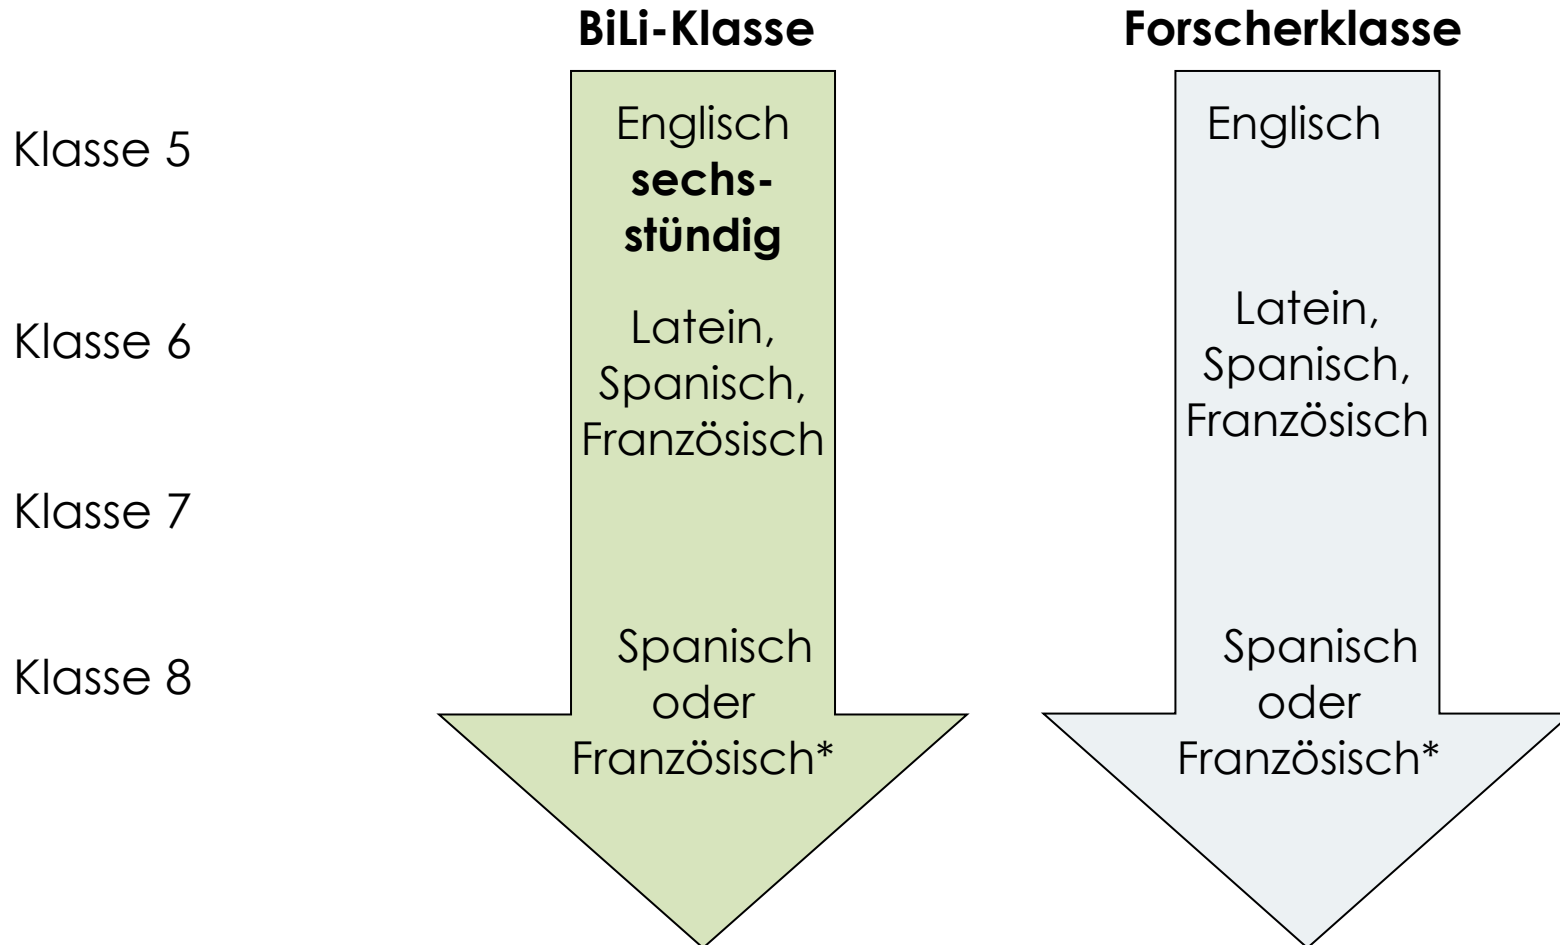 BiLi-Klasse
Forscherklasse
Klasse 5
Englisch
sechs-
stündig
Englisch
Klasse 6
Latein,
Spanisch,
Französisch
Latein,
Spanisch,
Französisch
Klasse 7
Klasse 8
Spanisch
oder
Französisch*
Spanisch
oder
Französisch*